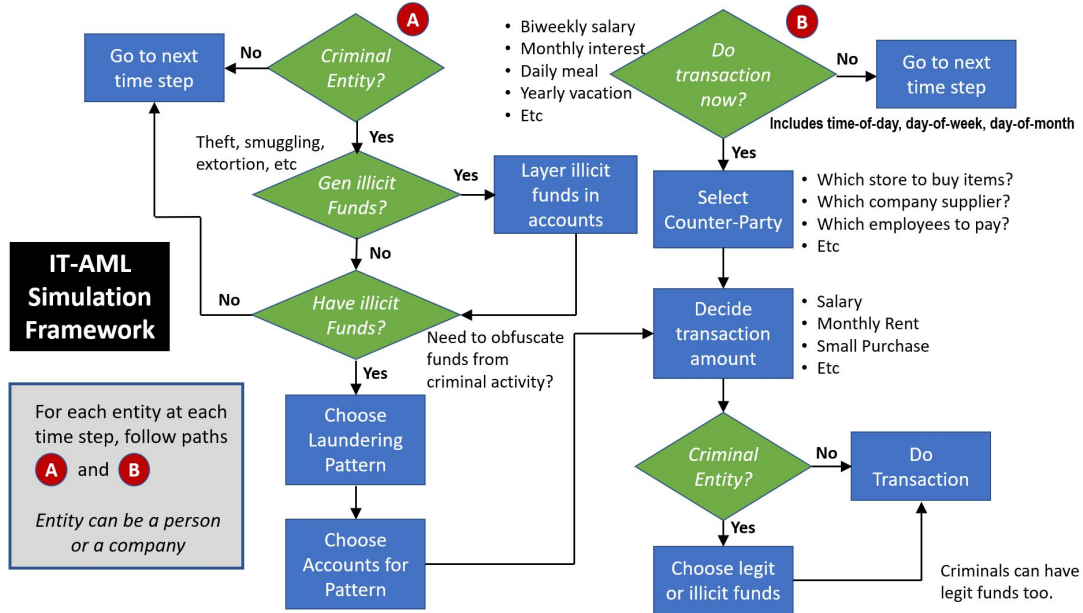 A
Criminal
Entity?
No
Go to next
time step
Yes
Theft, smuggling,
extortion, etc
Gen illicit
Funds?
Yes
Layer illicit
funds in
accounts
No
Have illicit
Funds?
No
Need to obfuscate
funds from
criminal activity?
Yes
Choose
Laundering
Pattern
Choose
Accounts for
Pattern
IT-AML
Simulation
Framework
For each entity at each
time step, follow paths
A and B
Entity can be a person
or a company
• Biweekly salary
• Monthly interest
• Daily meal
• Yearly vacation
• Etc
B
Do
transaction
now?
No
Go to next
time step
Includes time-of-day, day-of-week, day-of-month
Yes
Select
Counter-Party
• Which store to buy items?
• Which company supplier?
• Which employees to pay?
• Etc
Decide
transaction
amount
• Salary
• Monthly Rent
• Small Purchase
• Etc
Criminal
Entity?
No
Do
Transaction
Yes
Choose legit
or illicit funds
Criminals can have
legit funds too.